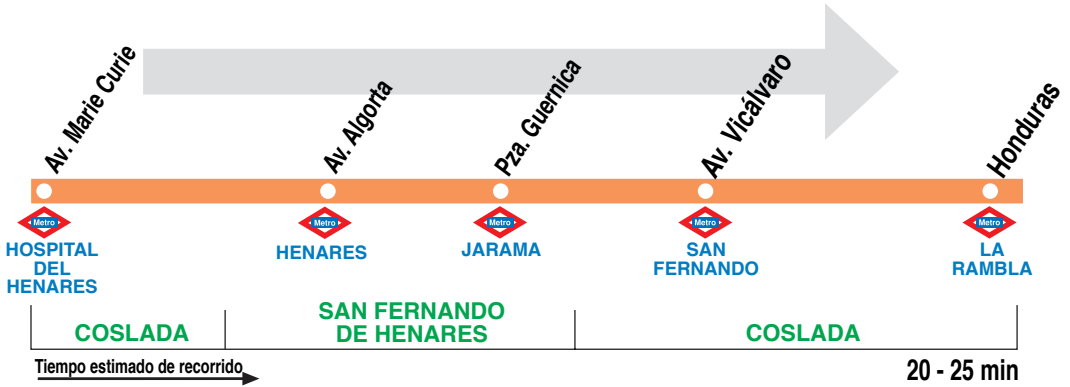 Av. Marie Curie
Av. Algorta
Pza. Guernica
Av. Vicálvaro
Honduras
Metro
Metro
Metro
Metro
Metro
HOSPITAL
DEL
HENARES
HENARES
JARAMA
SAN
FERNANDO
LA
RAMBLA
COSLADA
SAN FERNANDO
DE HENARES
COSLADA
Tiempo estimado de recorrido
20 - 25 min